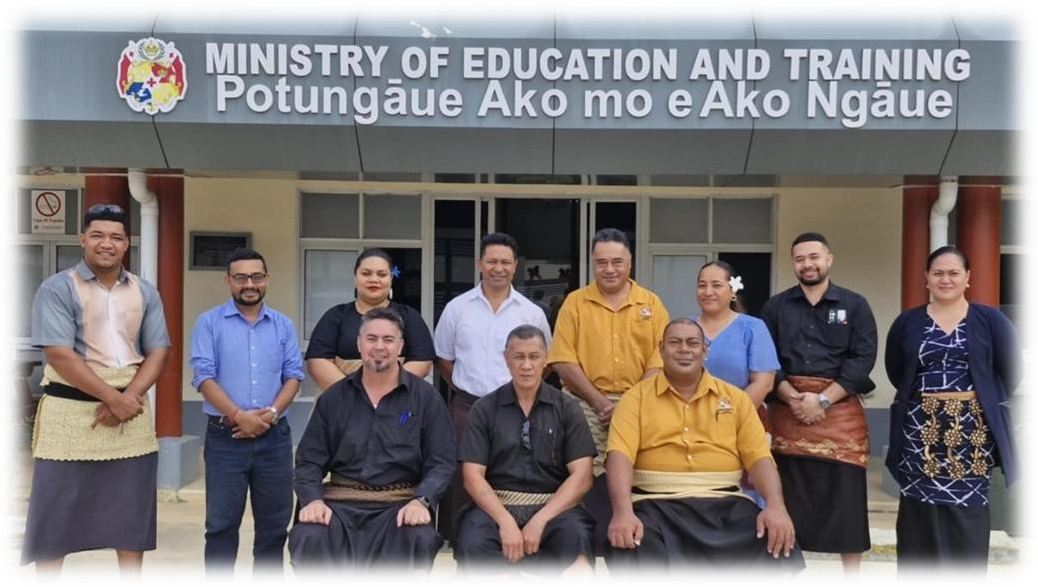 MINISTRY OF EDUCATION AND TRAINING
Potungāue Ako mo e Ako Ngāue